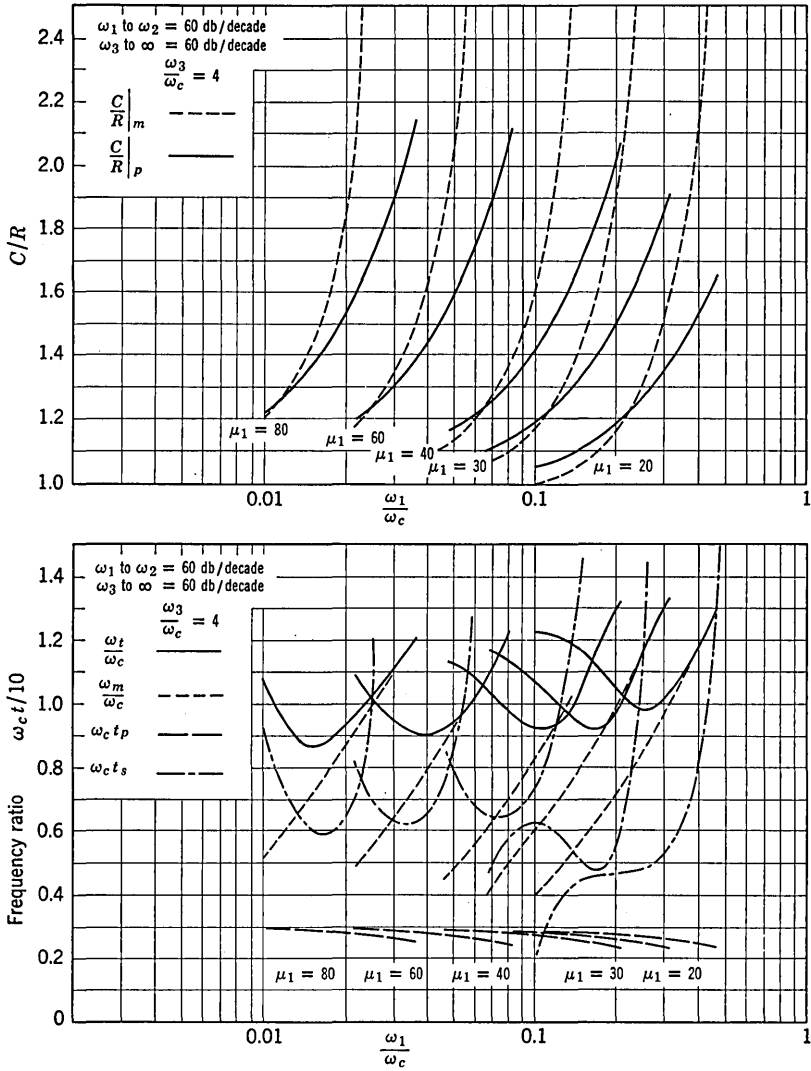 ω1 to ω2 = 60 db/decade
ω3 to ∞ = 60 db/decade
ω3/ωc = 4
C/R|m
C/R|p
C/R
2.4
2.2
2.0
1.8
1.6
1.4
1.2
1.0
μ1 = 80
μ1 = 60
μ1 = 40
μ1 = 30
μ1 = 20
0.01
ω1/ωc
0.1
1
ω1 to ω2 = 60 db/decade
ω3 to ∞ = 60 db/decade
ω3/ωc = 4
ωt/ωc
ωm/ωc
ωc tp
ωc ts
Frequency ratio
ωc t/10
1.4
1.2
1.0
0.8
0.6
0.4
0.2
0
μ1 = 80
μ1 = 60
μ1 = 40
μ1 = 30
μ1 = 20
0.01
ω1/ωc
0.1
1